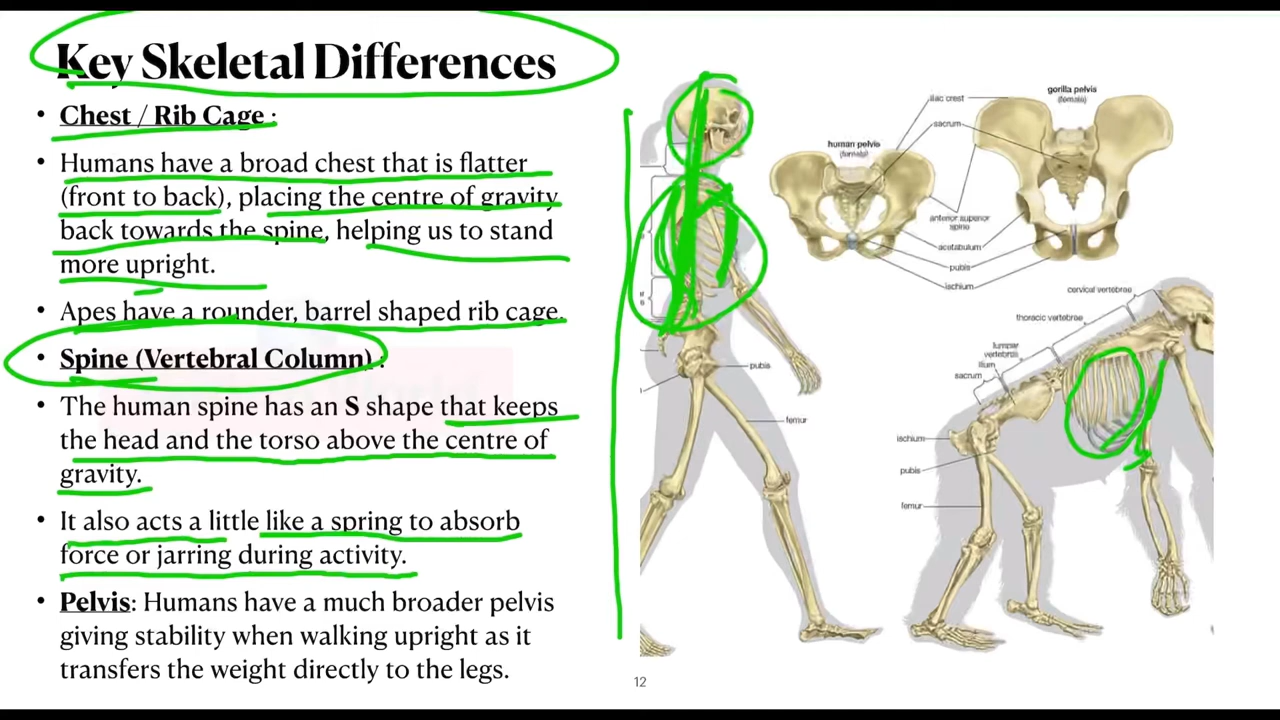 Key Skeletal Differences
• Chest / Rib Cage :
• Humans have a broad chest that is flatter
(front to back), placing the centre of gravity
back towards the spine, helping us to stand
more upright.
• Apes have a rounder, barrel shaped rib cage.
• Spine (Vertebral Column) :
• The human spine has an S shape that keeps
the head and the torso above the centre of
gravity.
• It also acts a little like a spring to absorb
force or jarring during activity.
• Pelvis: Humans have a much broader pelvis
giving stability when walking upright as it
transfers the weight directly to the legs.
gorilla pelvis
(female)
iliac crest
sacrum
human pelvis
(female)
anterior superior
spine
acetabulum
pubis
ischium
pubis
femur
cervical vertebrae
thoracic vertebrae
lumbar
vertebrae
ilium
sacrum
ischium
pubis
femur
12